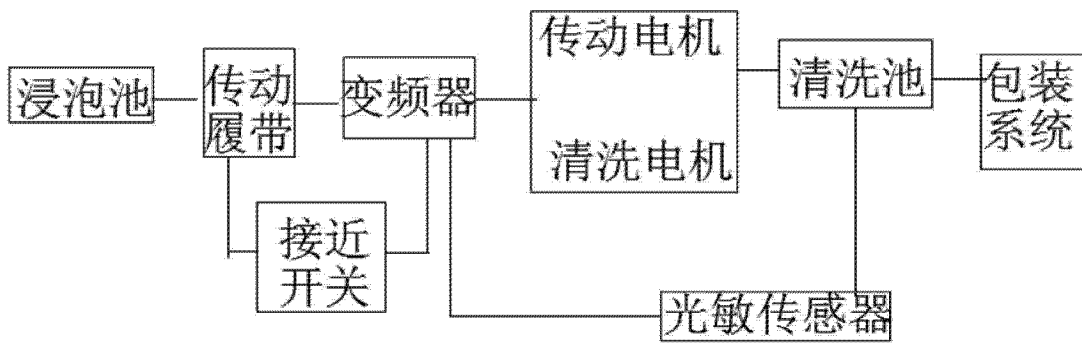 浸泡池
传动
履带
变频器
传动电机
清洗电机
清洗池
包装
系统
接近
开关
光敏传感器